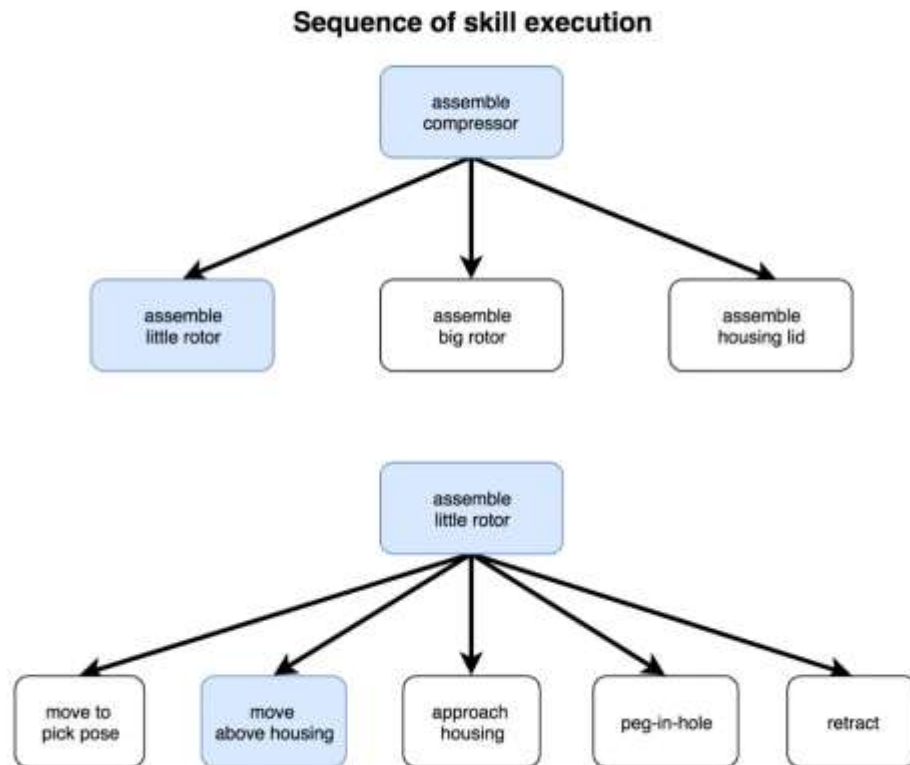 Sequence of skill execution
assemble
compressor
assemble
little rotor
assemble
big rotor
assemble
housing lid
assemble
little rotor
move to
pick pose
move
above housing
approach
housing
peg-in-hole
retract